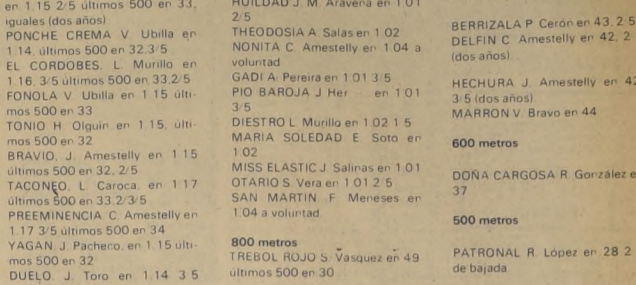 en 1.15 2/5 últimos 500 en 33,
iguales (dos años)
PONCHE CREMA V. Ubilla en
1.14, últimos 500 en 32.3/5
EL CORDOBES, L. Murillo en
1.16, 3/5 últimos 500 en 33.2/5
FONOLA V. Ubilla en 1.15 últi-
mos 500 en 33
TONIO H. Olguin en 1.15, últi-
mos 500 en 32
BRAVIO, J. Amestelly en 1.15
últimos 500 en 32, 2/5
TACONEO, L. Caroca, en 1.17
últimos 500 en 33.2/3/5
PREEMINENCIA, C. Amestelly en
1.17 3/5 últimos 500 en 34
YAGAN, J. Pacheco, en 1.15 últi-
mos 500 en 32
DUELO, J. Toro en 1.14 3 5
HUILDAD J. M. Aravena en 1 01
2/5
THEODOSIA A. Salas en 1 02
NONITA C. Amestelly en 1.04 a
voluntad
GADI A. Pereira en 1 01 3 5
PIO BAROJA J. Her en 1 01
3/5
DIESTRO L. Murillo en 1 02 1 5
MARIA SOLEDAD E. Soto en
1.02
MISS ELASTIC J. Salinas en 1.01
OTARIO S. Vera en 1 01 2/5
SAN MARTIN F. Meneses en
1.04 a voluntad
800 metros
TREBOL ROJO S. Vasquez en 49
últimos 500 en 30
BERRIZALA P. Cerón en 43, 2 5
DELFIN C. Amestelly en 42, 2
(dos años)
HECHURA J. Amestelly en 42
3/5 (dos años)
MARRON V. Bravo en 44
600 metros
DOÑA CARGOSA R. González e
37
500 metros
PATRONAL R. López en 28 2
de bajada